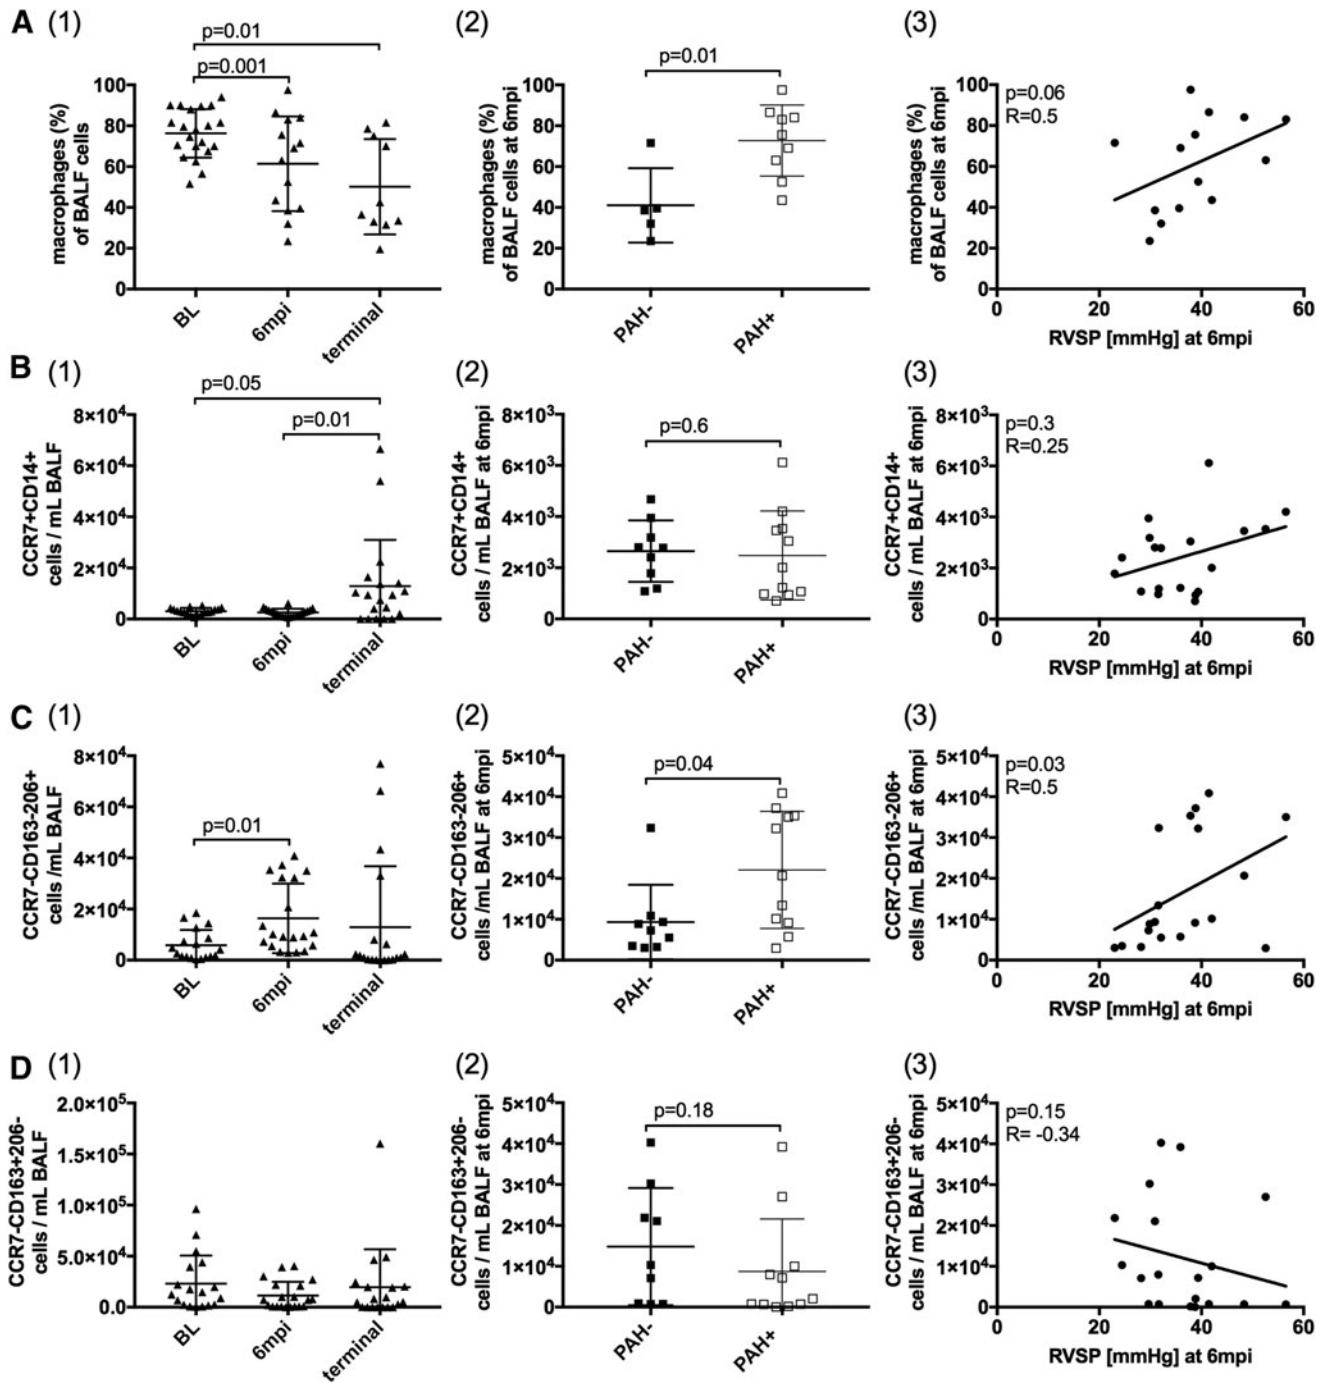 A (1)
p=0.01
p=0.001
macrophages (%)
of BALF cells
100
80
60
40
20
0
BL
6mpi
terminal
(2)
p=0.01
macrophages (%)
of BALF cells at 6mpi
100
80
60
40
20
0
PAH-
PAH+
(3)
p=0.06
R=0.5
macrophages (%)
of BALF cells at 6mpi
100
80
60
40
20
0
0 20 40 60
RVSP [mmHg] at 6mpi
B (1)
p=0.05
p=0.01
CCR7+CD14+
cells / mL BALF
8×10⁴
6×10⁴
4×10⁴
2×10⁴
0
BL
6mpi
terminal
(2)
p=0.6
CCR7+CD14+
cells / mL BALF at 6mpi
8×10³
6×10³
4×10³
2×10³
0
PAH-
PAH+
(3)
p=0.3
R=0.25
CCR7+CD14+
cells / mL BALF at 6mpi
8×10³
6×10³
4×10³
2×10³
0
0 20 40 60
RVSP [mmHg] at 6mpi
C (1)
p=0.01
CCR7-CD163-206+
cells /mL BALF
8×10⁴
6×10⁴
4×10⁴
2×10⁴
0
BL
6mpi
terminal
(2)
p=0.04
CCR7-CD163-206+
cells /mL BALF at 6mpi
5×10⁴
4×10⁴
3×10⁴
2×10⁴
1×10⁴
0
PAH-
PAH+
(3)
p=0.03
R=0.5
CCR7-CD163-206+
cells /mL BALF at 6mpi
5×10⁴
4×10⁴
3×10⁴
2×10⁴
1×10⁴
0
0 20 40 60
RVSP [mmHg] at 6mpi
D (1)
CCR7-CD163+206-
cells / mL BALF
2.0×10⁵
1.5×10⁵
1.0×10⁵
5.0×10⁴
0.0
BL
6mpi
terminal
(2)
p=0.18
CCR7-CD163+206-
cells / mL BALF at 6mpi
5×10⁴
4×10⁴
3×10⁴
2×10⁴
1×10⁴
0
PAH-
PAH+
(3)
p=0.15
R= -0.34
CCR7-CD163+206-
cells / mL BALF at 6mpi
5×10⁴
4×10⁴
3×10⁴
2×10⁴
1×10⁴
0
0 20 40 60
RVSP [mmHg] at 6mpi